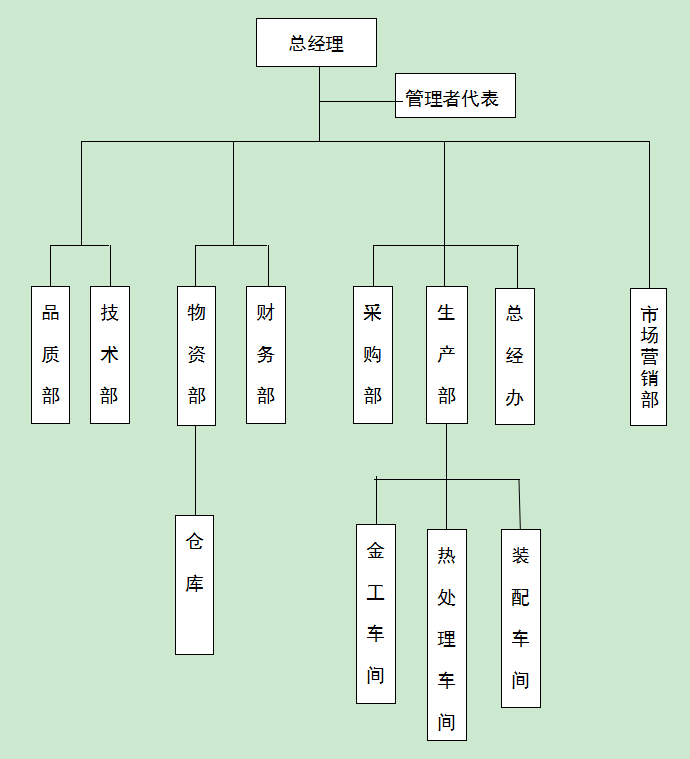 总经理
管理者代表
品质部
技术部
物资部
财务部
采购部
生产部
总经办
市场营销部
仓库
金工车间
热处理车间
装配车间